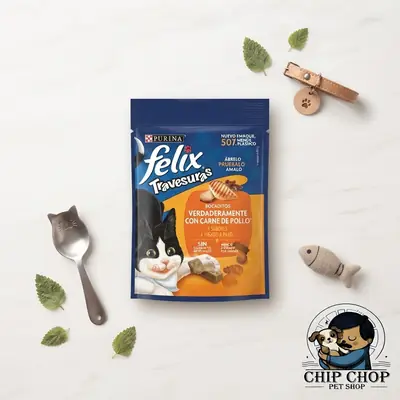 PURINA
felix
Travesuras
NUEVO EMPAQUE,
50% MENOS
PLÁSTICO
ÁBRELO
PRUÉBALO
ÁMALO
BOCADITOS
VERDADERAMENTE
CON CARNE DE POLLO
SIN
CHIP CHOP
PET SHOP